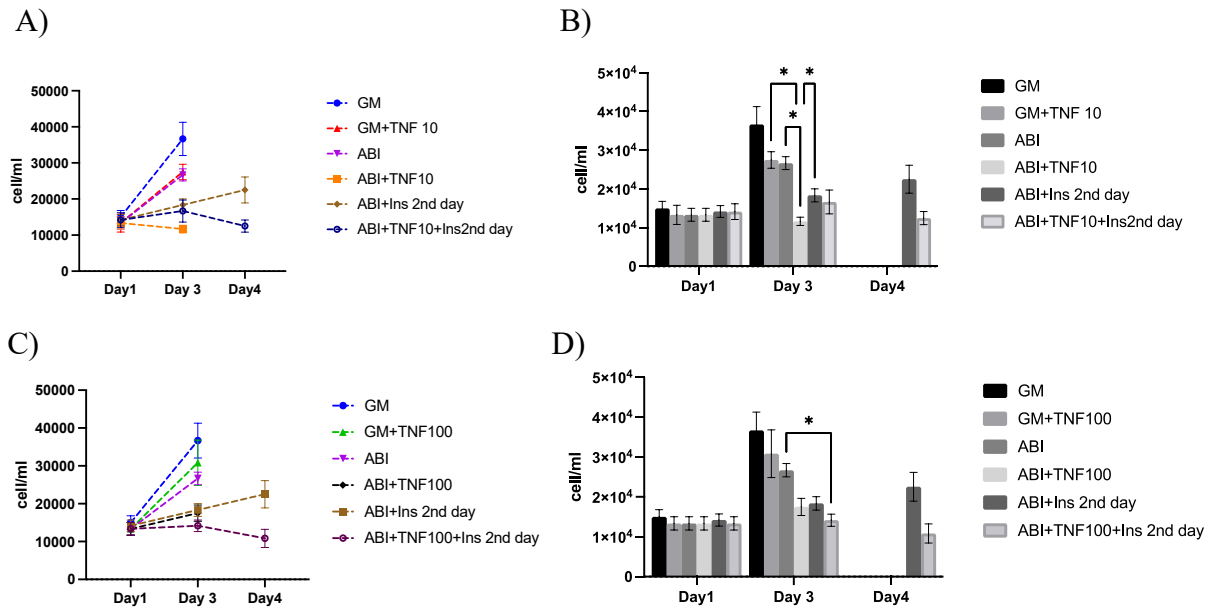 A)
50000
40000
30000
20000
10000
0
cell/ml
Day1 Day 3 Day4
GM
GM+TNF 10
ABI
ABI+TNF10
ABI+Ins 2nd day
ABI+TNF10+Ins2nd day
B)
5×10⁴
4×10⁴
3×10⁴
2×10⁴
1×10⁴
0
cell/ml
* *
*
Day1 Day 3 Day4
GM
GM+TNF 10
ABI
ABI+TNF10
ABI+Ins 2nd day
ABI+TNF10+Ins2nd day
C)
50000
40000
30000
20000
10000
0
cell/ml
Day1 Day 3 Day4
GM
GM+TNF100
ABI
ABI+TNF100
ABI+Ins 2nd day
ABI+TNF100+Ins 2nd day
D)
5×10⁴
4×10⁴
3×10⁴
2×10⁴
1×10⁴
0
cell/ml
*
Day1 Day 3 Day4
GM
GM+TNF100
ABI
ABI+TNF100
ABI+Ins 2nd day
ABI+TNF100+Ins 2nd day